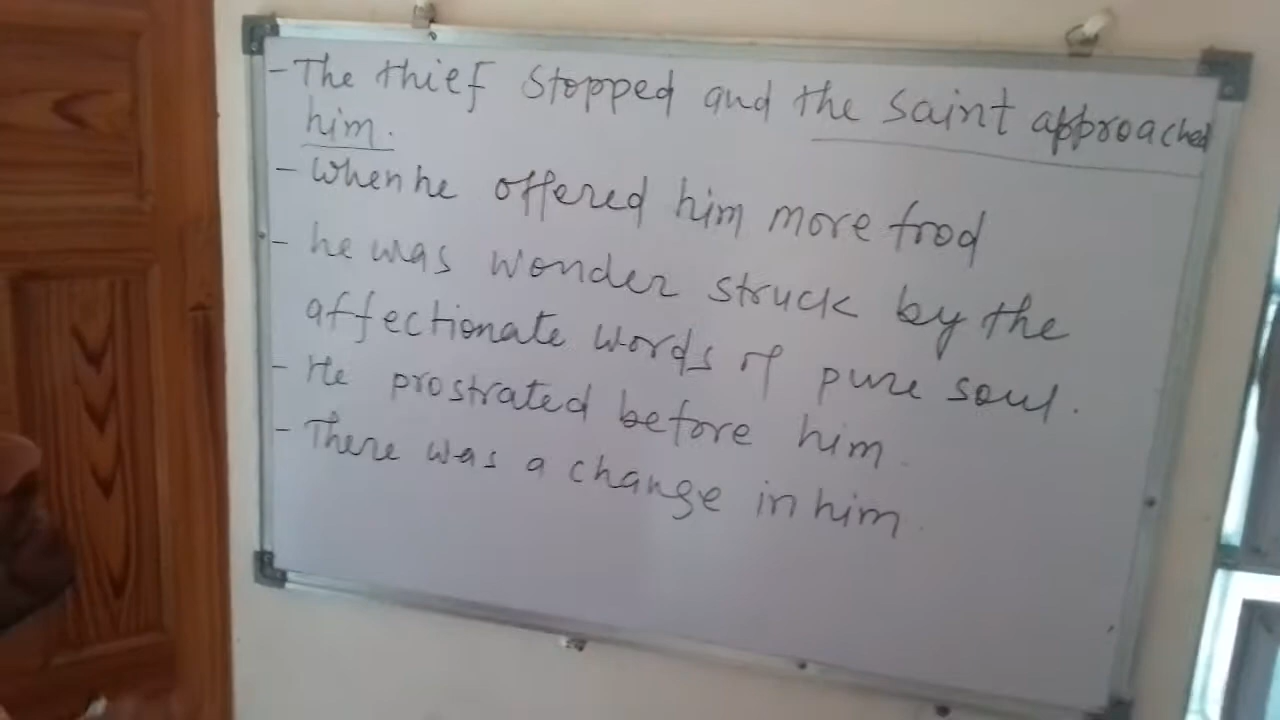 - The thief stopped and the saint approached
him.
- When he offered him more food
- he was wonder struck by the
affectionate words of pure soul.
- He prostrated before him.
- There was a change in him.